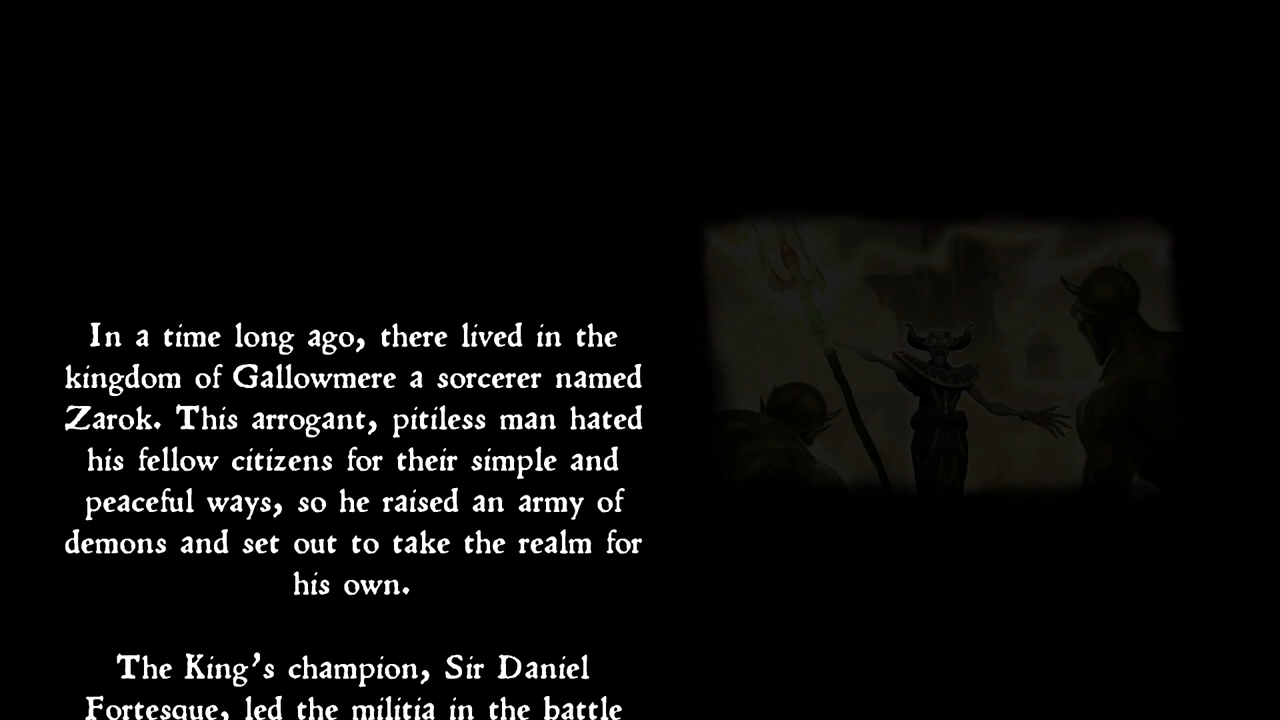 In a time long ago, there lived in the
kingdom of Gallowmere a sorcerer named
Zarok. This arrogant, pitiless man hated
his fellow citizens for their simple and
peaceful ways, so he raised an army of
demons and set out to take the realm for
his own.
The King's champion, Sir Daniel
Fortesque, led the militia in the battle